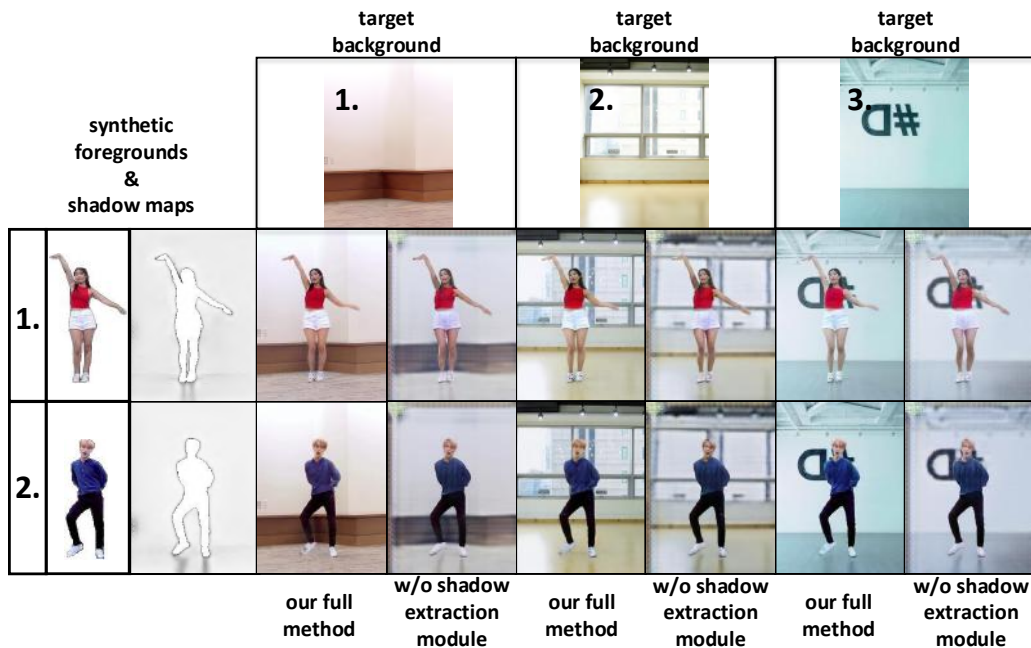 target
background
target
background
target
background
1.
2.
3.
#D
synthetic
foregrounds
&
shadow maps
1.
2.
our full
method
w/o shadow
extraction
module
our full
method
w/o shadow
extraction
module
our full
method
w/o shadow
extraction
module